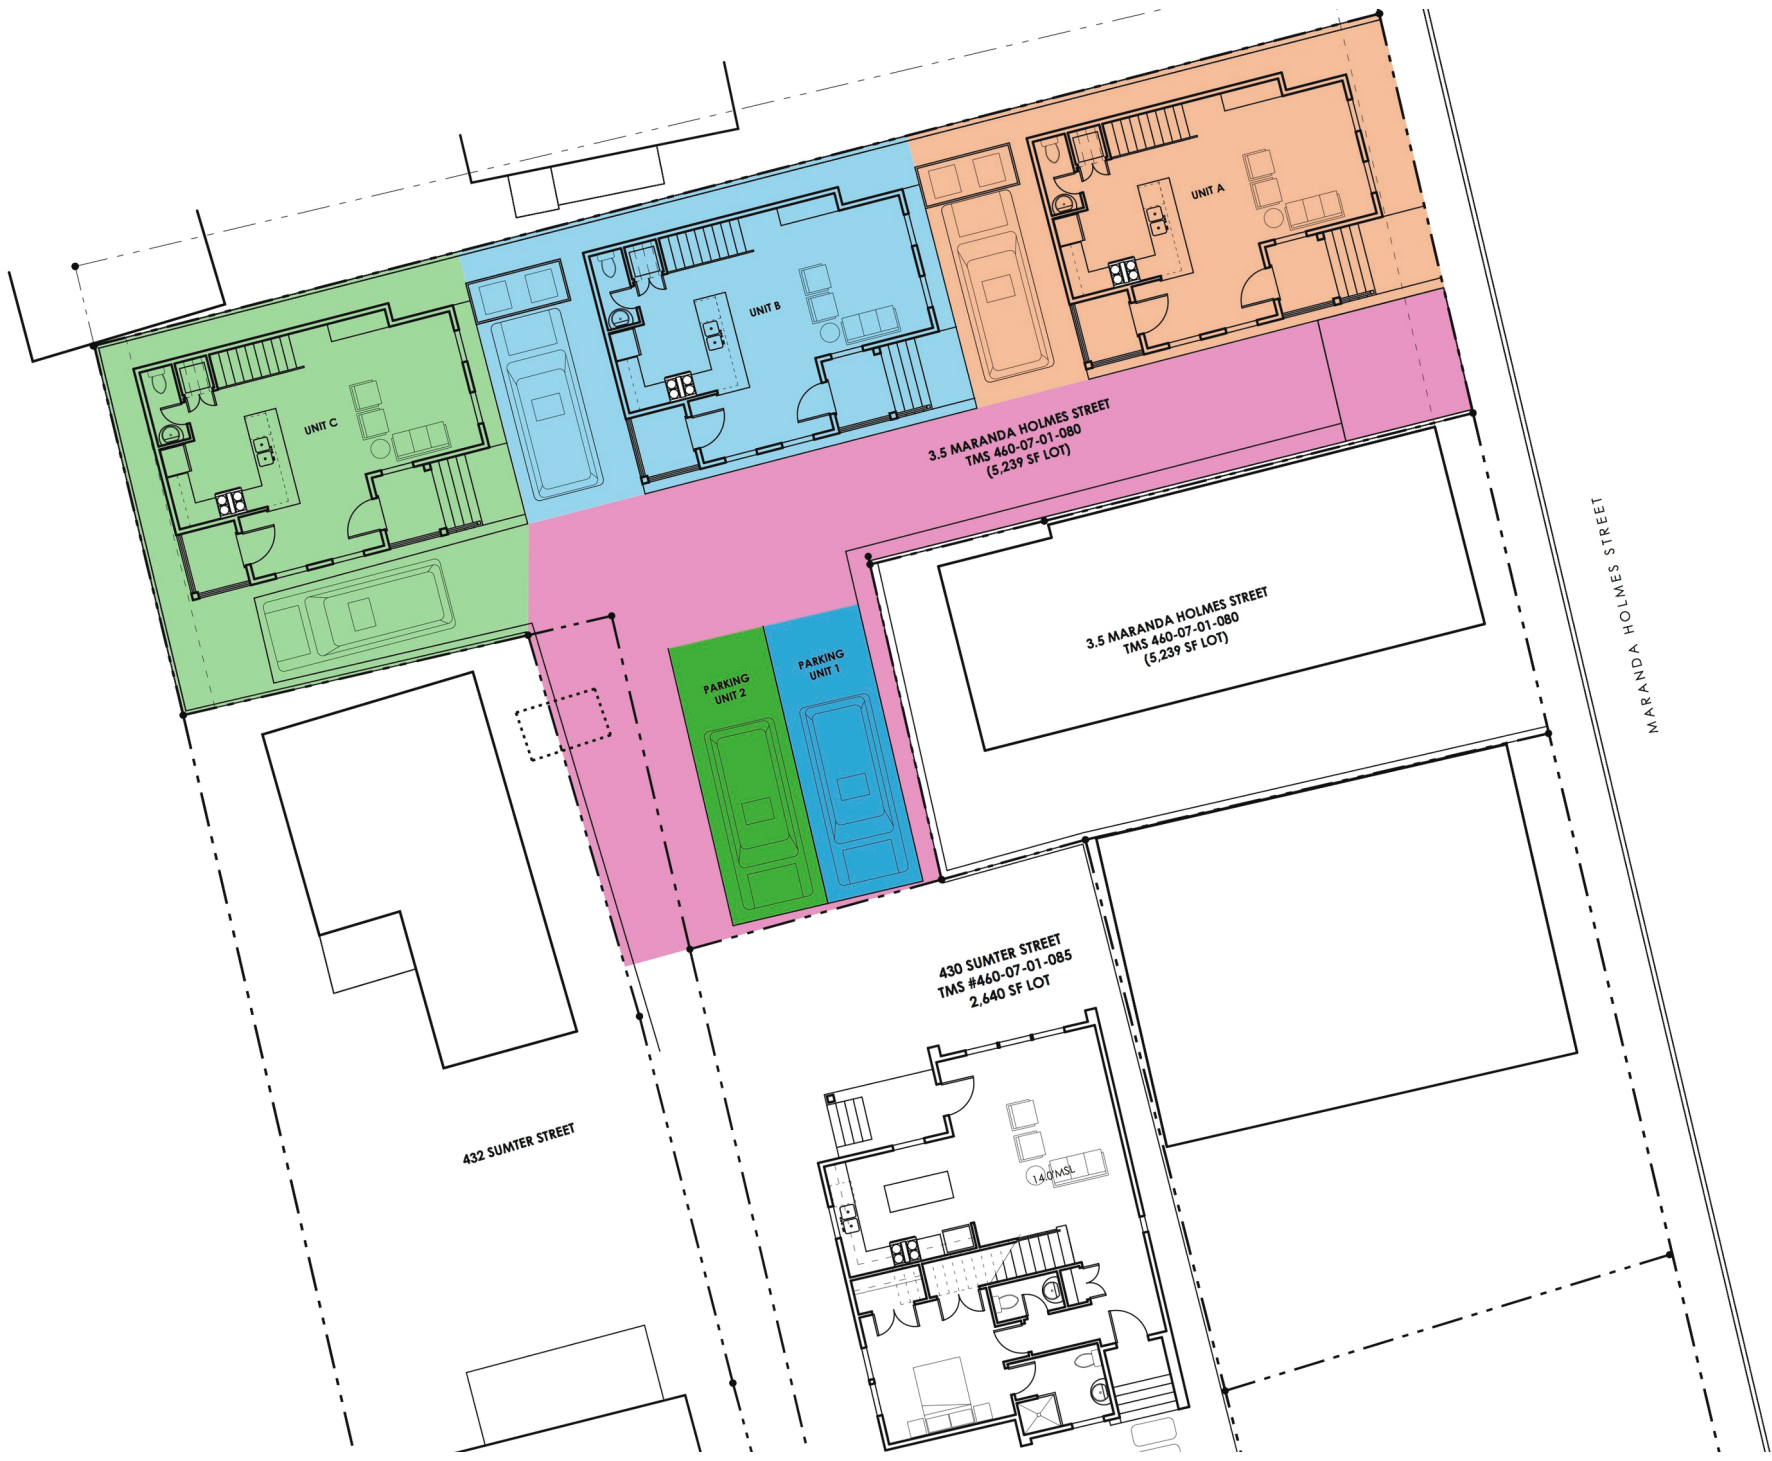 UNIT A
UNIT B
UNIT C
3.5 MARANDA HOLMES STREET
TMS 460-07-01-080
(5,239 SF LOT)
3.5 MARANDA HOLMES STREET
TMS 460-07-01-080
(5,239 SF LOT)
MARANDA HOLMES STREET
PARKING
UNIT 1
PARKING
UNIT 2
430 SUMTER STREET
TMS #460-07-01-085
2,640 SF LOT
432 SUMTER STREET
14.0'MSL